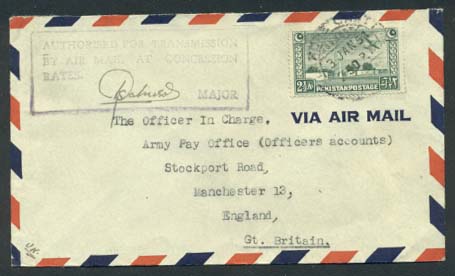 AUTHORISED FOR TRANSMISSION
BY AIR MAIL AT CONCESSION
RATES.
MAJOR
PAKISTAN POSTAGE
VIA AIR MAIL
The Officer In Charge,
Army Pay Office (Officers accounts)
Stockport Road,
Manchester 13,
England,
Gt. Britain.